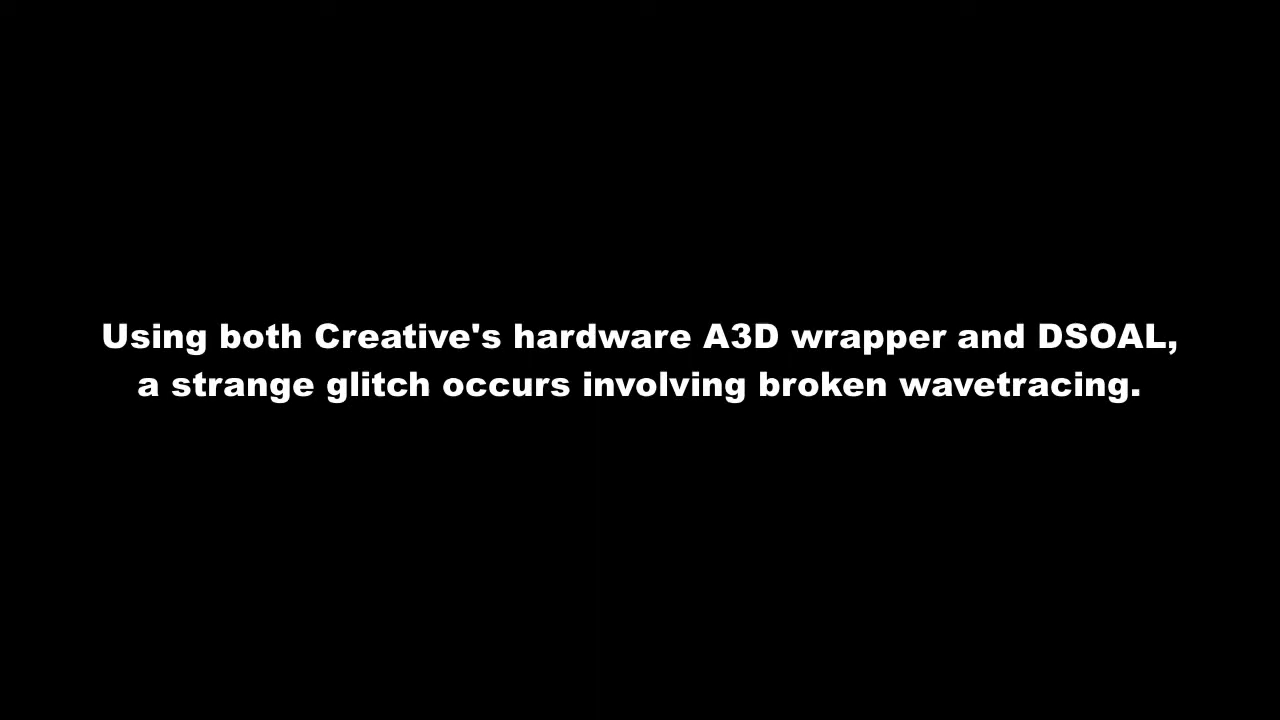 Using both Creative's hardware A3D wrapper and DSOAL,
a strange glitch occurs involving broken wavetracing.